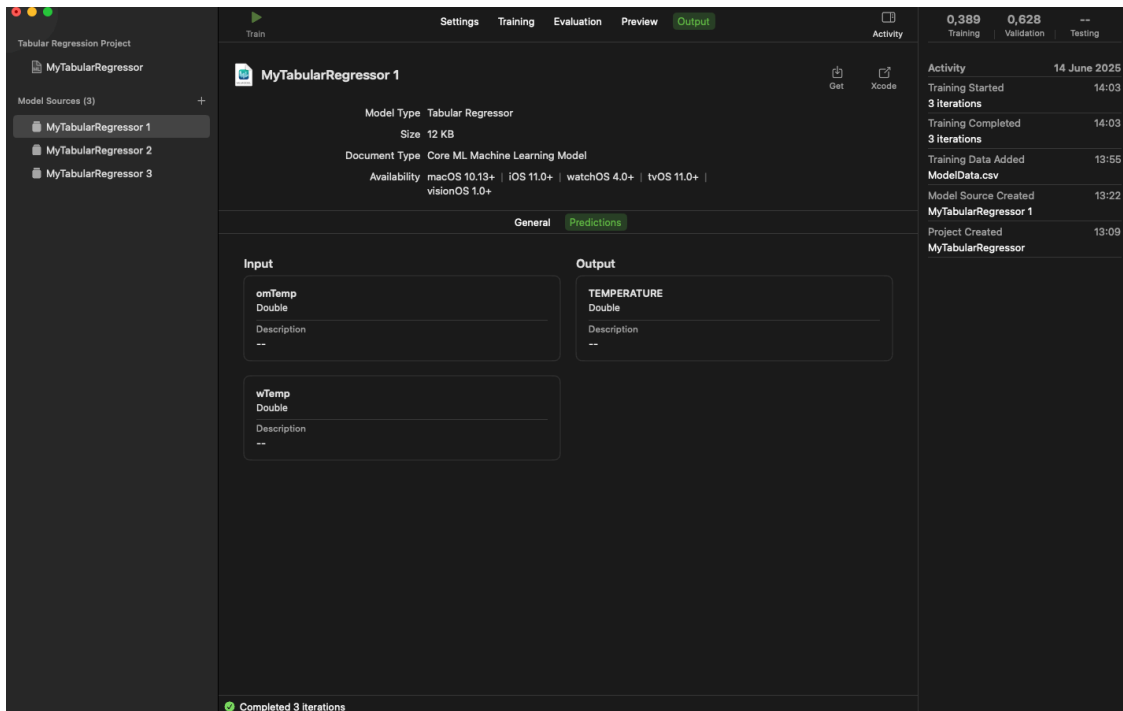 Tabular Regression Project
MyTabularRegressor
Model Sources (3) +
MyTabularRegressor 1
MyTabularRegressor 2
MyTabularRegressor 3
Train
Settings Training Evaluation Preview Output
Activity
MyTabularRegressor 1
Get Xcode
Model Type Tabular Regressor
Size 12 KB
Document Type Core ML Machine Learning Model
Availability macOS 10.13+ | iOS 11.0+ | watchOS 4.0+ | tvOS 11.0+ |
visionOS 1.0+
General Predictions
Input
omTemp
Double
Description
--
wTemp
Double
Description
--
Output
TEMPERATURE
Double
Description
--
Completed 3 iterations
0,389 0,628 --
Training Validation Testing
Activity 14 June 2025
Training Started 14:03
3 iterations
Training Completed 14:03
3 iterations
Training Data Added 13:55
ModelData.csv
Model Source Created 13:22
MyTabularRegressor 1
Project Created 13:09
MyTabularRegressor